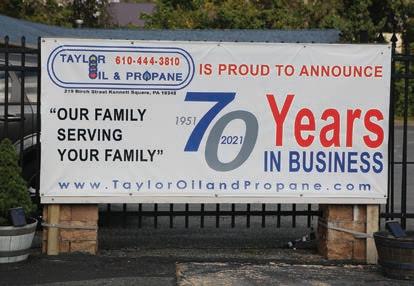 TAYLOR 610-444-3810
OIL & PROPANE
219 Birch Street Kennett Square, PA 19348
IS PROUD TO ANNOUNCE
"OUR FAMILY
SERVING
YOUR FAMILY"
1951 70 2021
Years
IN BUSINESS
www.TaylorOilandPropane.com